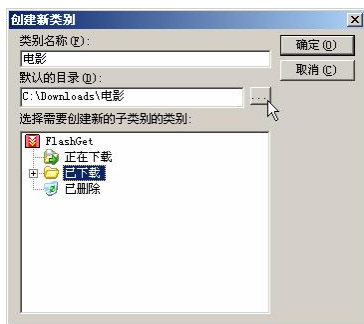 创建新类别
类别名称(F):
确定(O)
电影
取消(C)
默认的目录(D):
C:\Downloads\电影
...
选择需要创建新的子类别的类别:
FlashGet
正在下载
已下载
已删除